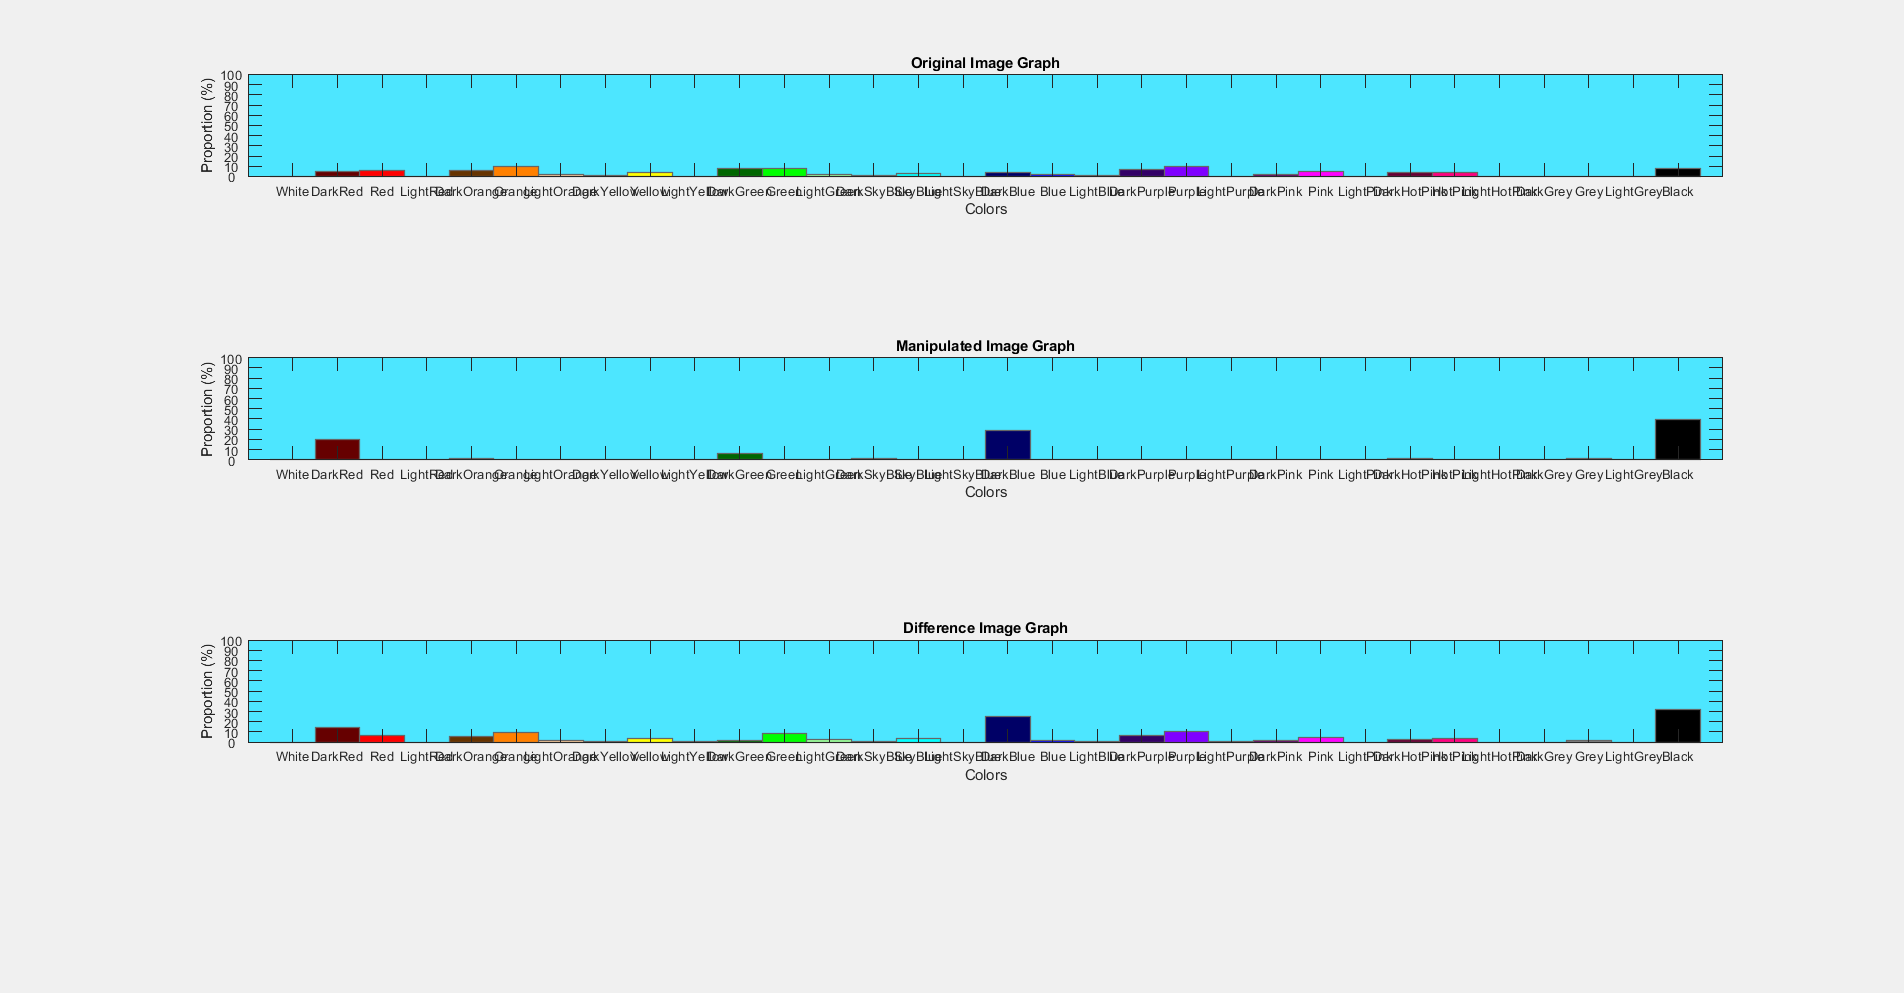 Original Image Graph
Proportion (%)
100
90
80
70
60
50
40
30
20
10
0
White DarkRed Red LightRed DarkOrange Orange LightOrange DarkYellow Yellow LightYellow DarkGreen Green LightGreen DarkSkyBlue SkyBlue LightSkyBlue DarkBlue Blue LightBlue DarkPurple Purple LightPurple DarkPink Pink LightPink DarkHotPink HotPink LightHotPink DarkGrey Grey LightGrey Black
Colors
Manipulated Image Graph
Proportion (%)
100
90
80
70
60
50
40
30
20
10
0
White DarkRed Red LightRed DarkOrange Orange LightOrange DarkYellow Yellow LightYellow DarkGreen Green LightGreen DarkSkyBlue SkyBlue LightSkyBlue DarkBlue Blue LightBlue DarkPurple Purple LightPurple DarkPink Pink LightPink DarkHotPink HotPink LightHotPink DarkGrey Grey LightGrey Black
Colors
Difference Image Graph
Proportion (%)
100
90
80
70
60
50
40
30
20
10
0
White DarkRed Red LightRed DarkOrange Orange LightOrange DarkYellow Yellow LightYellow DarkGreen Green LightGreen DarkSkyBlue SkyBlue LightSkyBlue DarkBlue Blue LightBlue DarkPurple Purple LightPurple DarkPink Pink LightPink DarkHotPink HotPink LightHotPink DarkGrey Grey LightGrey Black
Colors